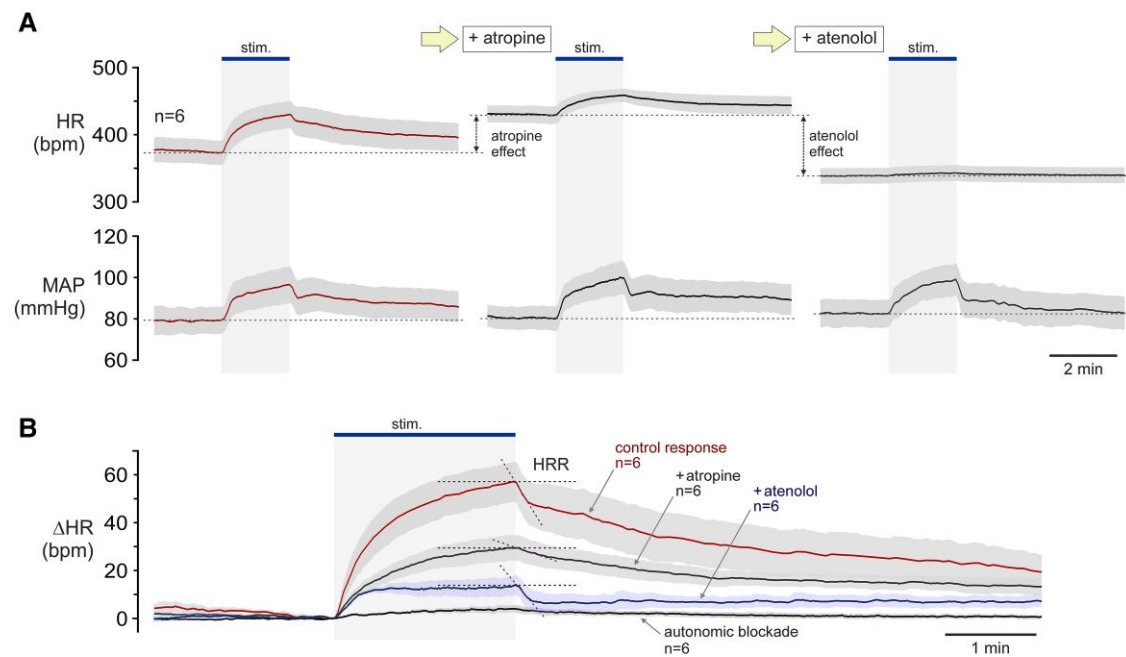 A
+ atropine
+ atenolol
stim.
stim.
stim.
500
400
300
HR
(bpm)
n=6
atropine
effect
atenolol
effect
120
100
80
60
MAP
(mmHg)
2 min
B
stim.
HRR
control response
n=6
+atropine
n=6
+atenolol
n=6
60
40
20
0
ΔHR
(bpm)
autonomic blockade
n=6
1 min